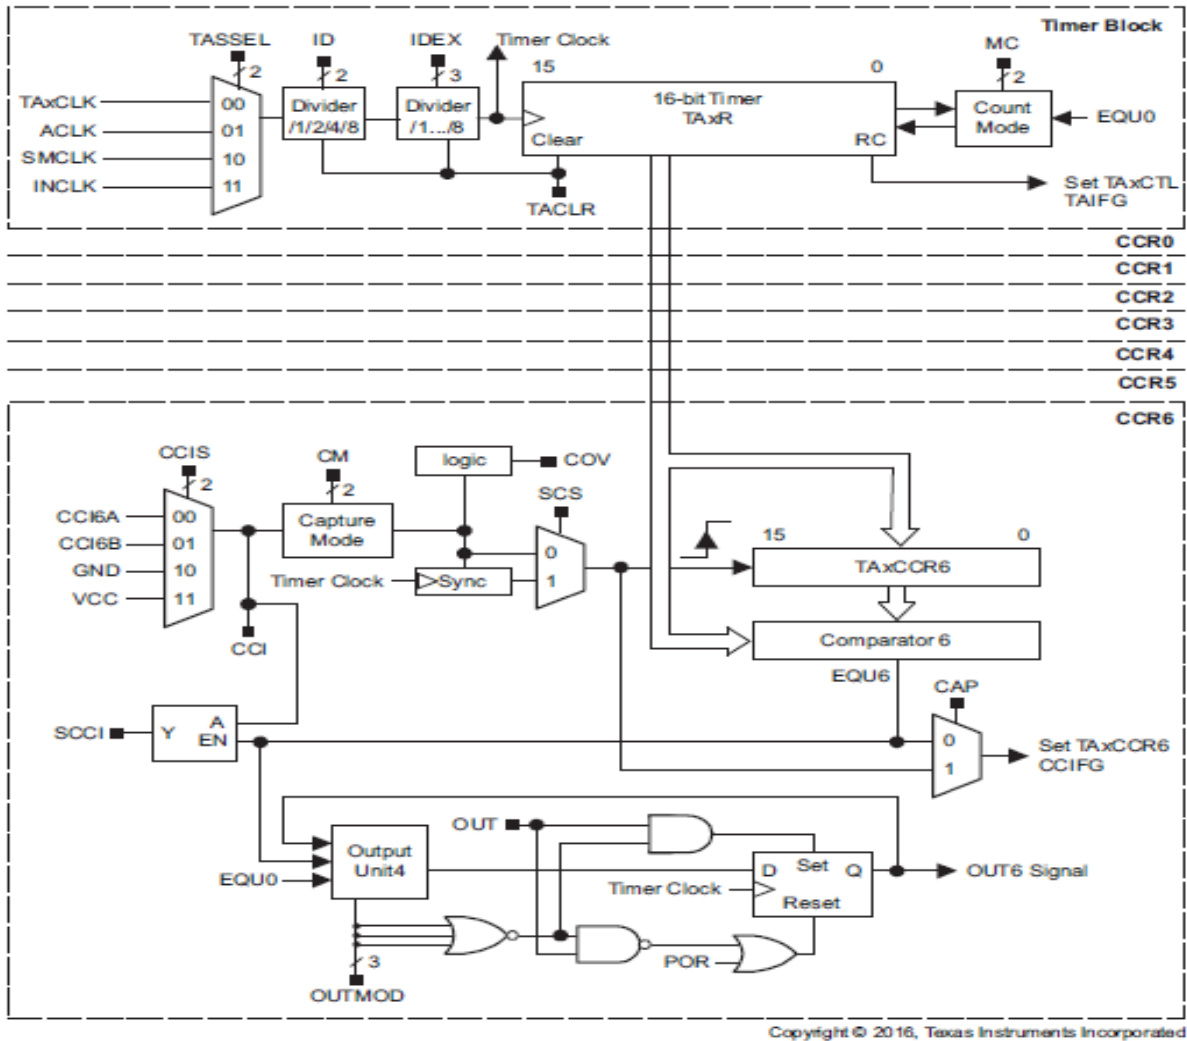 Timer Block
TASSEL
ID
IDEX
Timer Clock
MC
2
2
3
15
0
2
TAxCLK
ACLK
SMCLK
INCLK
00
01
10
11
Divider
/1/2/4/8
Divider
/1.../8
16-bit Timer
TAxR
Clear
RC
Count
Mode
EQU0
TACLR
Set TAxCTL
TAIFG
CCR0
CCR1
CCR2
CCR3
CCR4
CCR5
CCR6
CCIS
2
CM
2
logic
COV
SCS
CCI6A
CCI6B
GND
VCC
00
01
10
11
Capture
Mode
Timer Clock
Sync
0
1
15
0
TAxCCR6
CCI
Comparator 6
EQU6
CAP
SCCI
Y
A
EN
0
1
Set TAxCCR6
CCIFG
OUT
Output
Unit4
EQU0
D
Set
Q
Timer Clock
Reset
OUT6 Signal
3
POR
OUTMOD
Copyright © 2016, Texas Instruments Incorporated